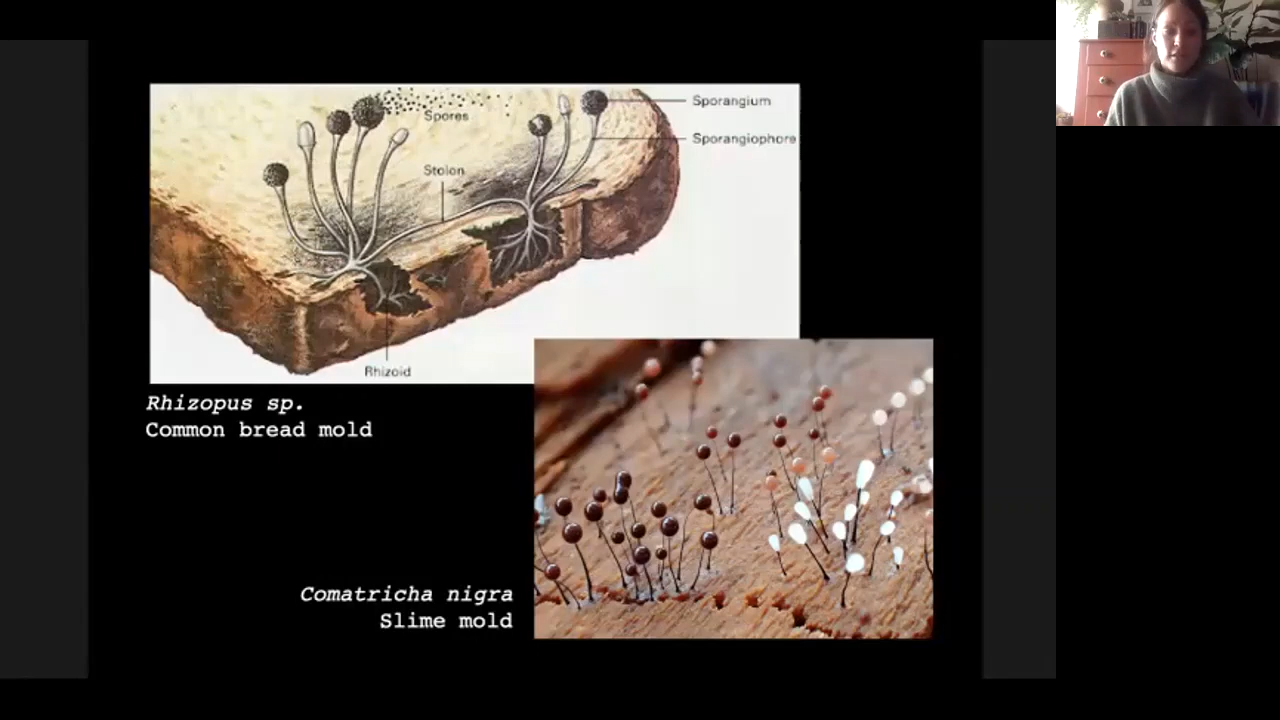 Sporangium
Spores
Sporangiophore
Stolon
Rhizoid
Rhizopus sp.
Common bread mold
Comatricha nigra
Slime mold